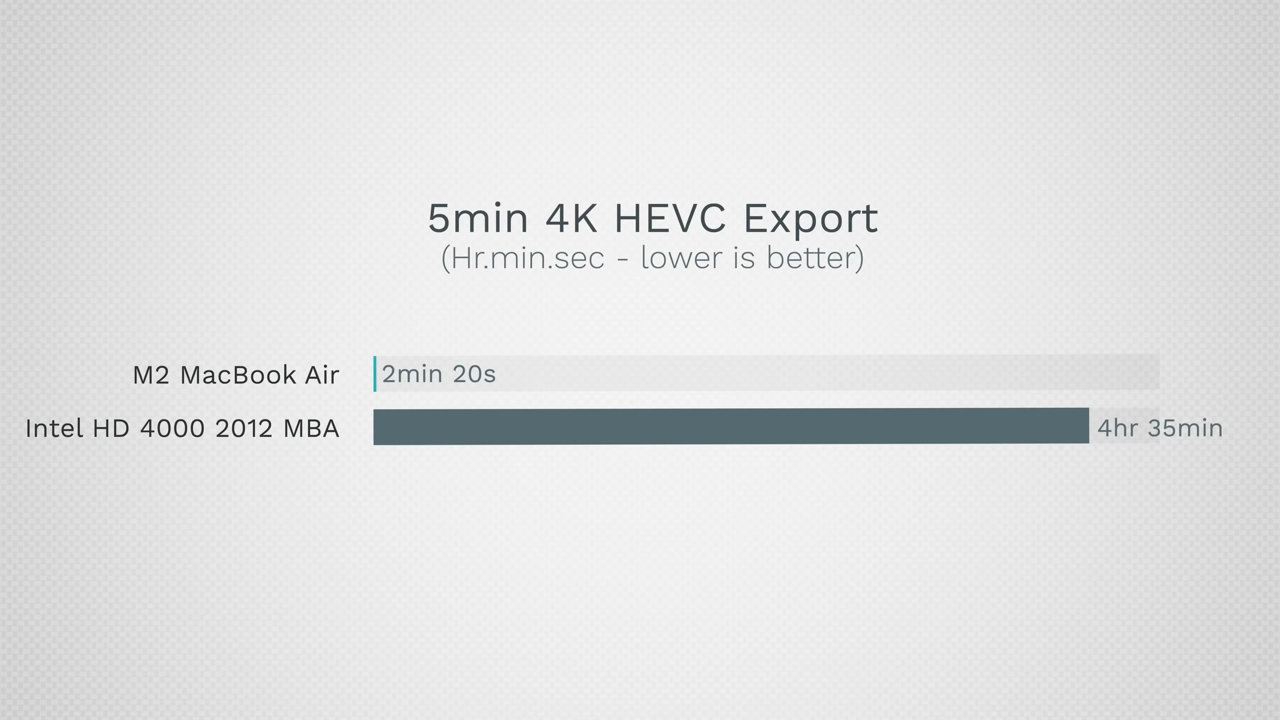 5min 4K HEVC Export
(Hr.min.sec - lower is better)
M2 MacBook Air 2min 20s
Intel HD 4000 2012 MBA 4hr 35min